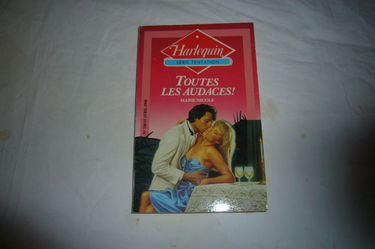 Harlequin
SÉRIE TENTATION
TOUTES
LES AUDACES!
MARIE NICOLE